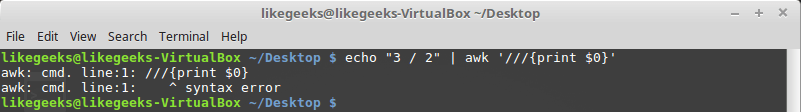 likegeeks@likegeeks-VirtualBox ~/Desktop
File Edit View Search Terminal Help
likegeeks@likegeeks-VirtualBox ~/Desktop $ echo "3 / 2" | awk '///{print $0}'
awk: cmd. line:1: ///{print $0}
awk: cmd. line:1:    ^ syntax error
likegeeks@likegeeks-VirtualBox ~/Desktop $